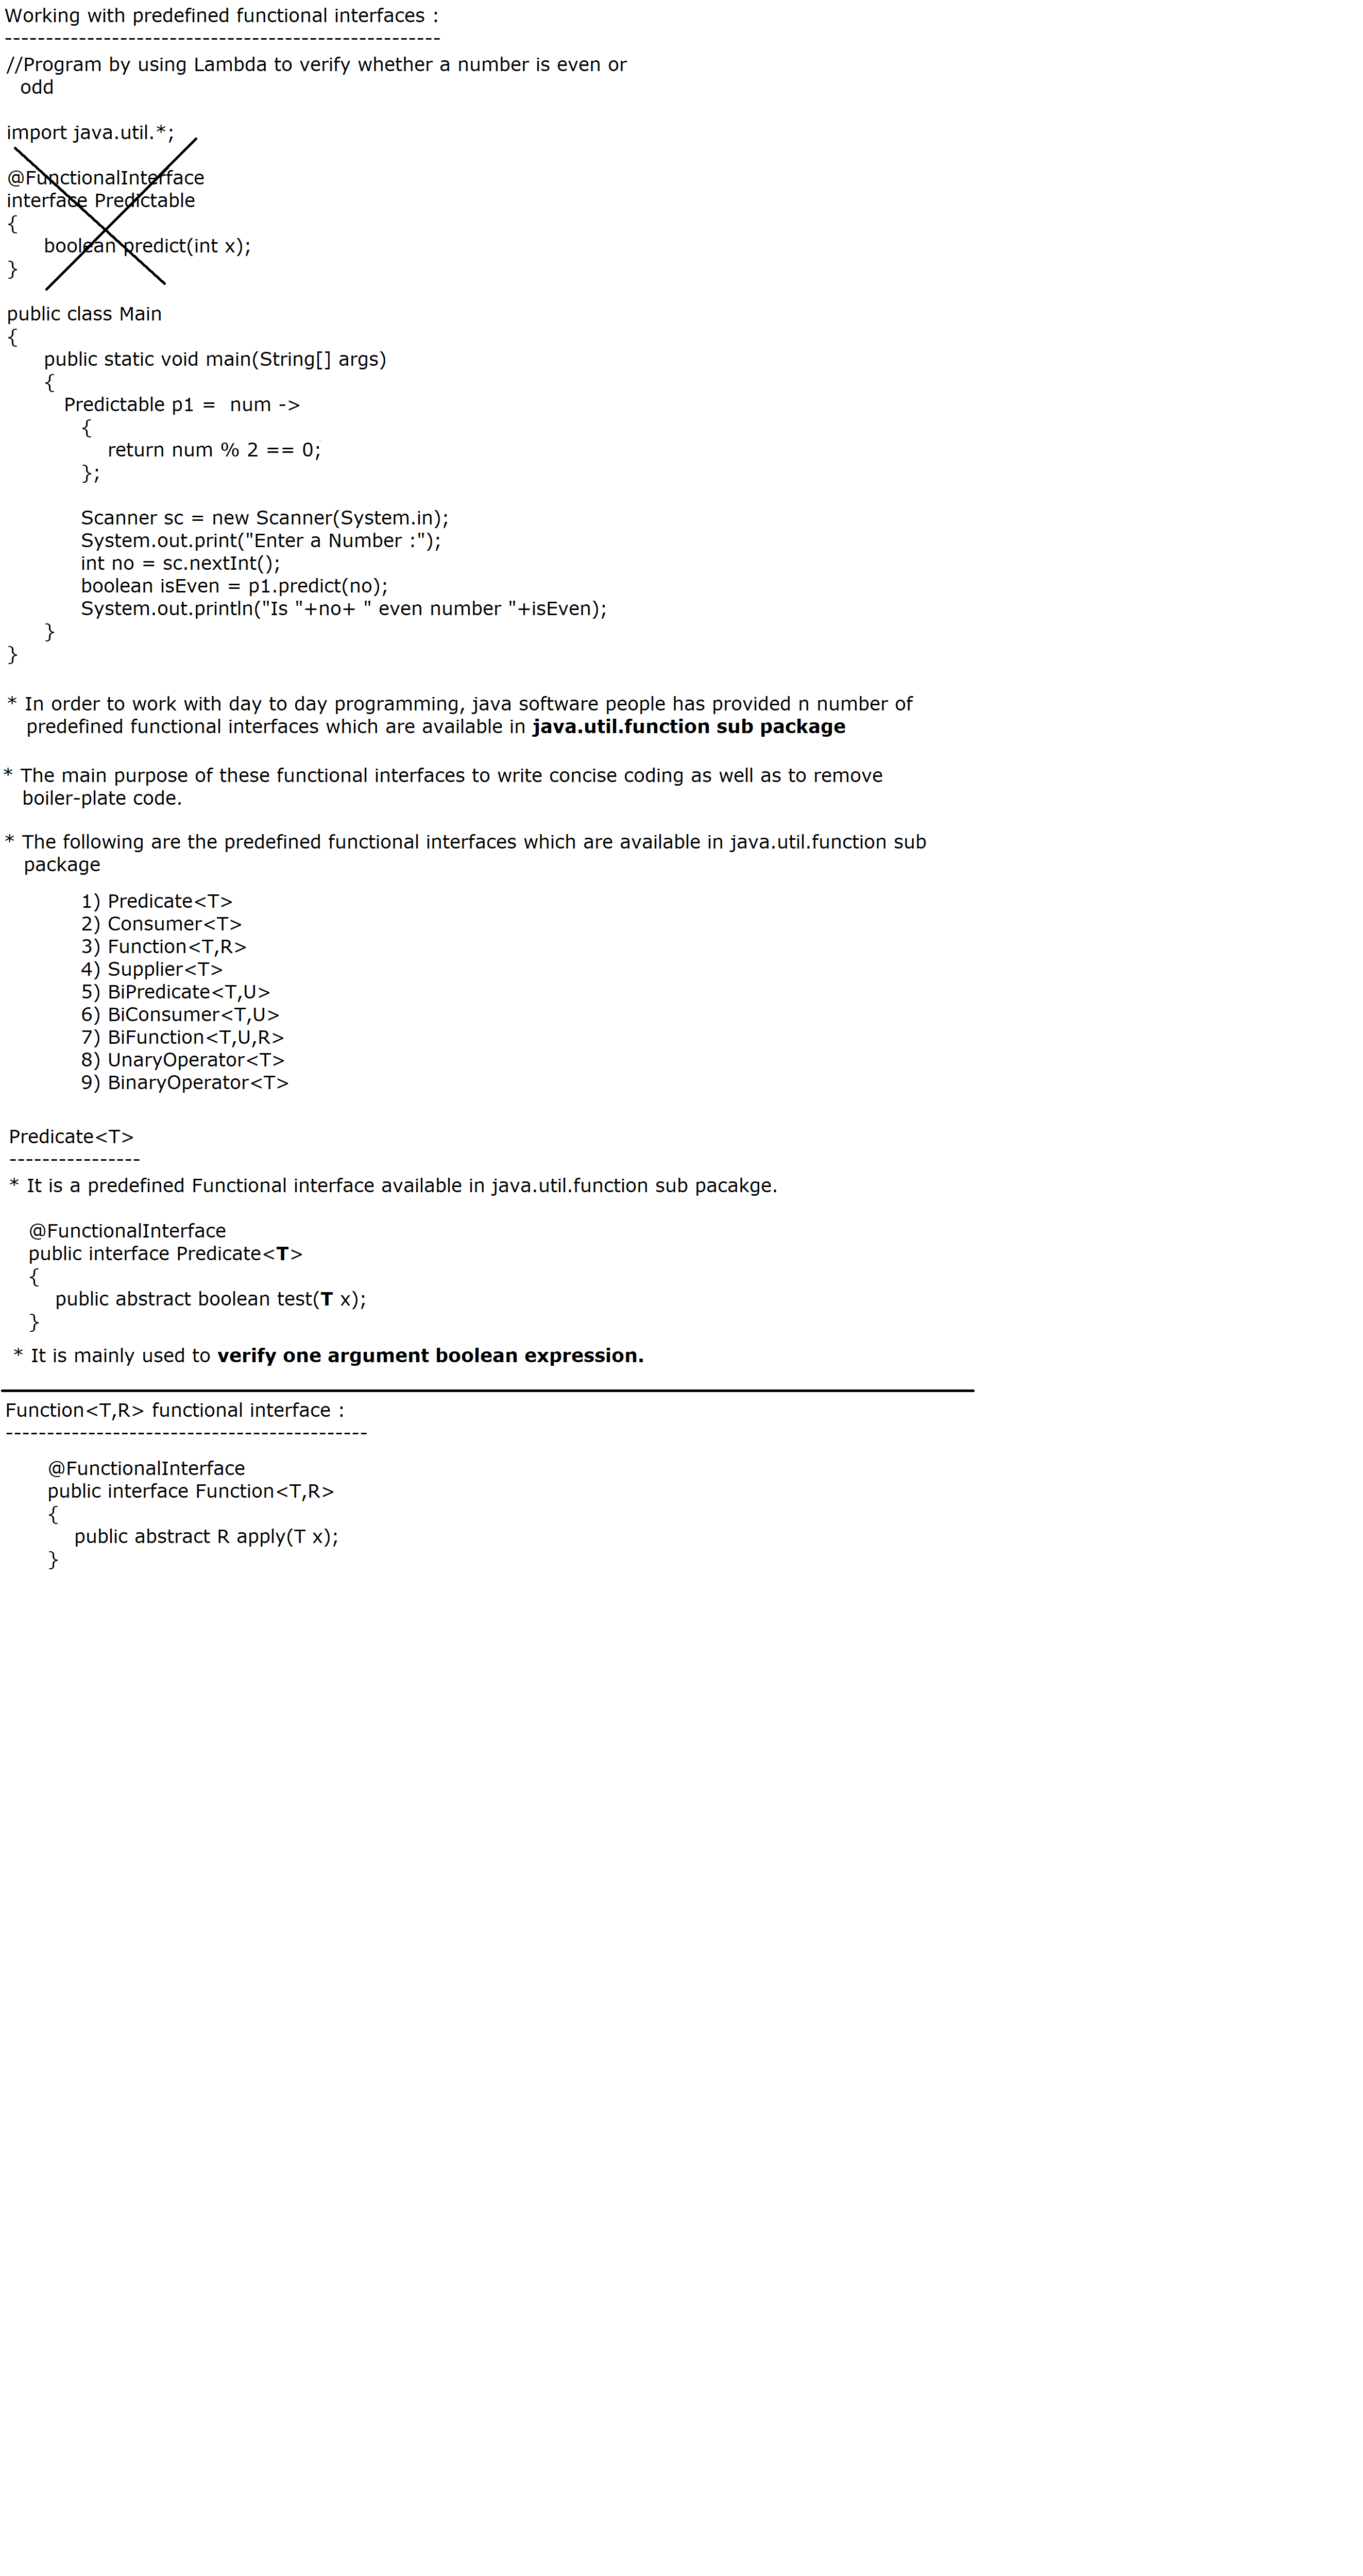 Working with predefined functional interfaces :
-----------------------------------------------------
//Program by using Lambda to verify whether a number is even or
odd
import java.util.*;
@FunctionalInterface
interface Predictable
{
boolean predict(int x);
}
public class Main
{
public static void main(String[] args)
{
Predictable p1 =  num ->
{
return num % 2 == 0;
};
Scanner sc = new Scanner(System.in);
System.out.print("Enter a Number :");
int no = sc.nextInt();
boolean isEven = p1.predict(no);
System.out.println("Is "+no+ " even number "+isEven);
}
}
* In order to work with day to day programming, java software people has provided n number of
predefined functional interfaces which are available in java.util.function sub package
* The main purpose of these functional interfaces to write concise coding as well as to remove
boiler-plate code.
* The following are the predefined functional interfaces which are available in java.util.function sub
package
1) Predicate<T>
2) Consumer<T>
3) Function<T,R>
4) Supplier<T>
5) BiPredicate<T,U>
6) BiConsumer<T,U>
7) BiFunction<T,U,R>
8) UnaryOperator<T>
9) BinaryOperator<T>
Predicate<T>
----------------
* It is a predefined Functional interface available in java.util.function sub pacakge.
@FunctionalInterface
public interface Predicate<T>
{
public abstract boolean test(T x);
}
* It is mainly used to verify one argument boolean expression.
Function<T,R> functional interface :
--------------------------------------------
@FunctionalInterface
public interface Function<T,R>
{
public abstract R apply(T x);
}